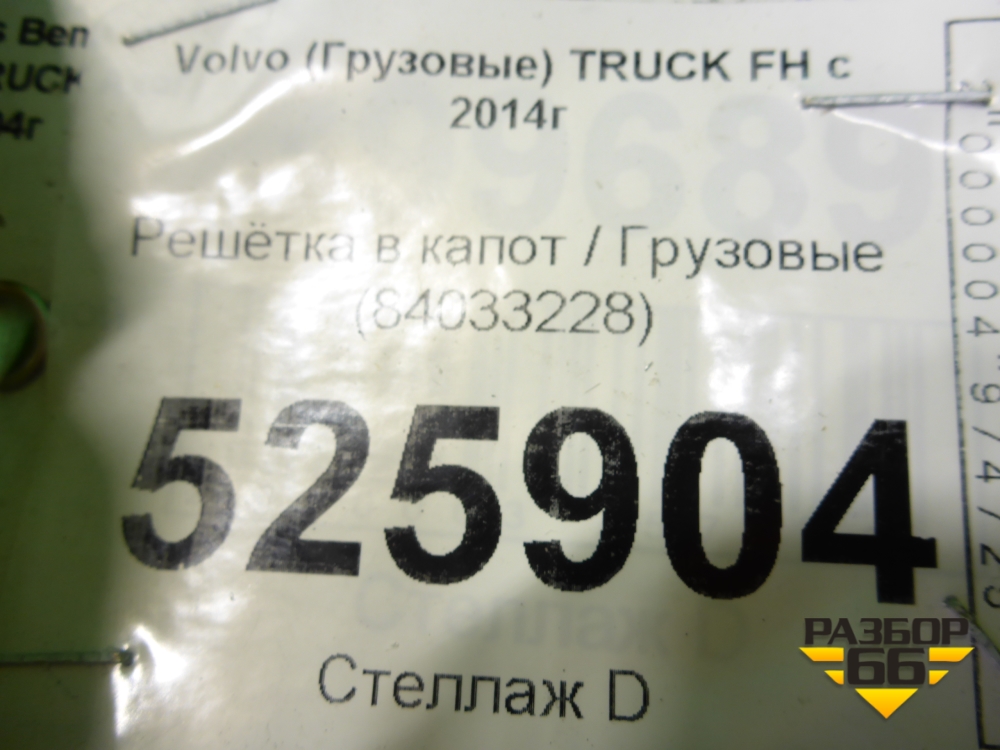 Volvo (Грузовые) TRUCK FH с
2014г
Решётка в капот / Грузовые
(84033228)
525904
Стеллаж D
РАЗБОР
66